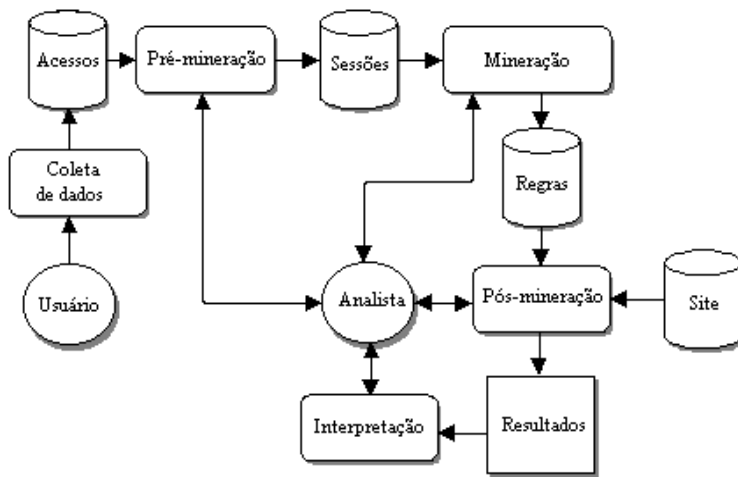 Acessos
Pré-mineração
Sessões
Mineração
Coleta
de dados
Regras
Usuário
Analista
Pós-mineração
Site
Interpretação
Resultados